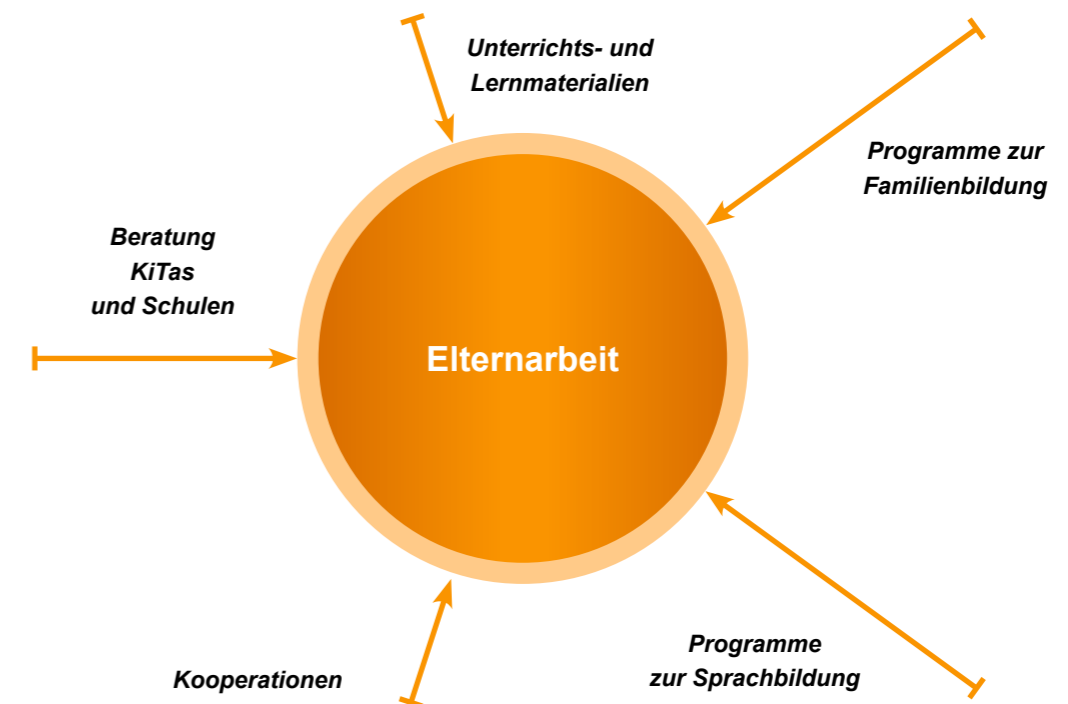 Unterrichts- und
Lernmaterialien
Programme zur
Familienbildung
Beratung
KiTas
und Schulen
Elternarbeit
Programme
zur Sprachbildung
Kooperationen